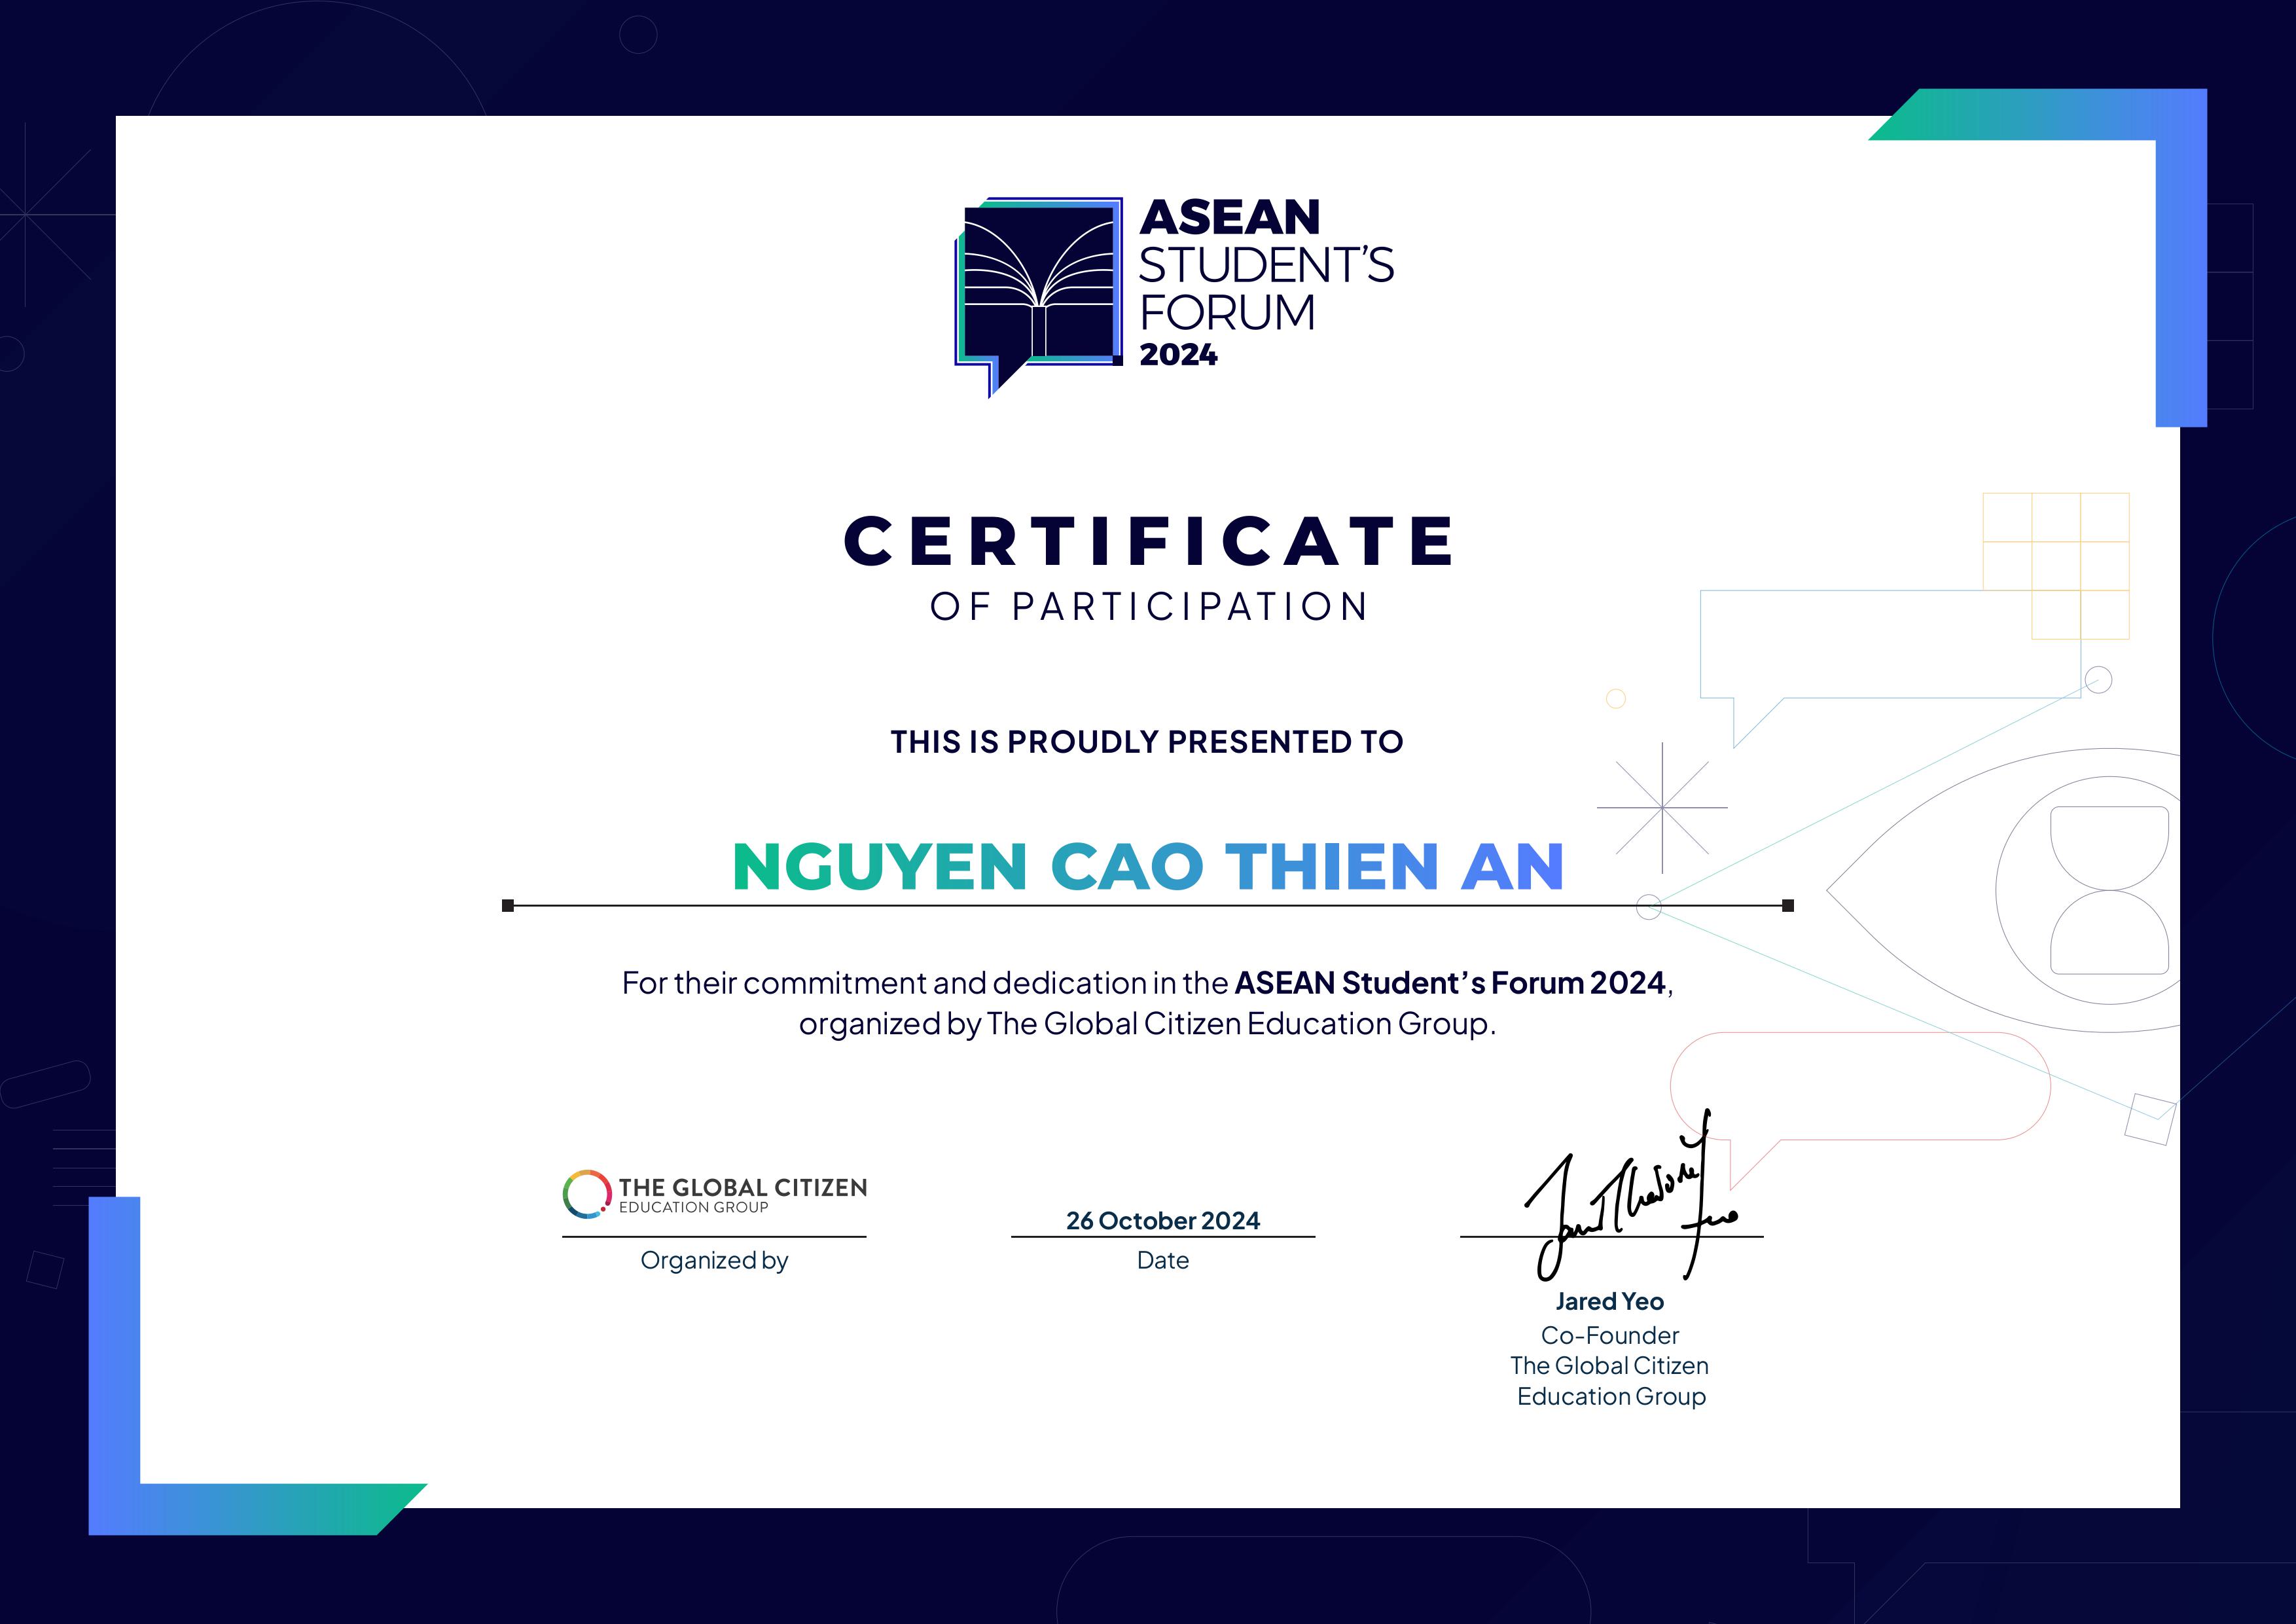 ASEAN
STUDENT’S
FORUM
2024
CERTIFICATE
OF PARTICIPATION
THIS IS PROUDLY PRESENTED TO
NGUYEN CAO THIEN AN
For their commitment and dedication in the ASEAN Student’s Forum 2024,
organized by The Global Citizen Education Group.
THE GLOBAL CITIZEN
EDUCATION GROUP
Organized by
26 October 2024
Date
Jared Yeo
Co-Founder
The Global Citizen
Education Group